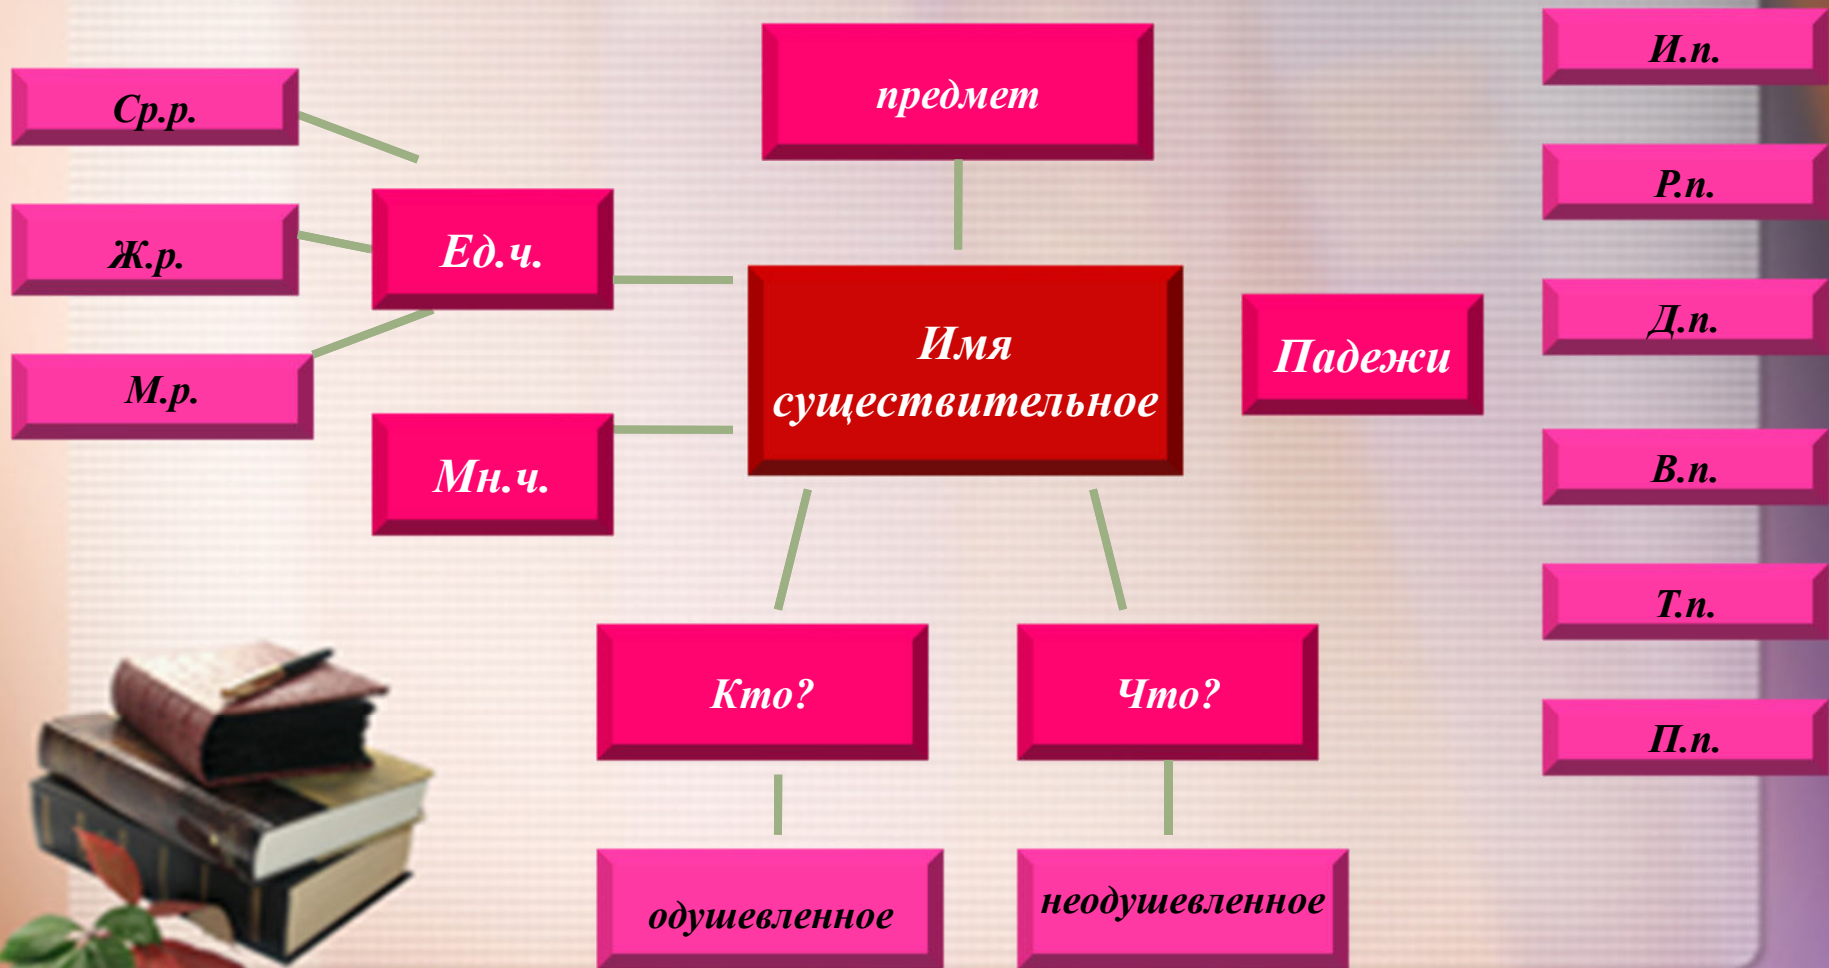 предмет
Ср.р.
Ж.р.
М.р.
Ед.ч.
Мн.ч.
Имя
существительное
Падежи
И.п.
Р.п.
Д.п.
В.п.
Т.п.
П.п.
Кто?
Что?
одушевленное
неодушевленное